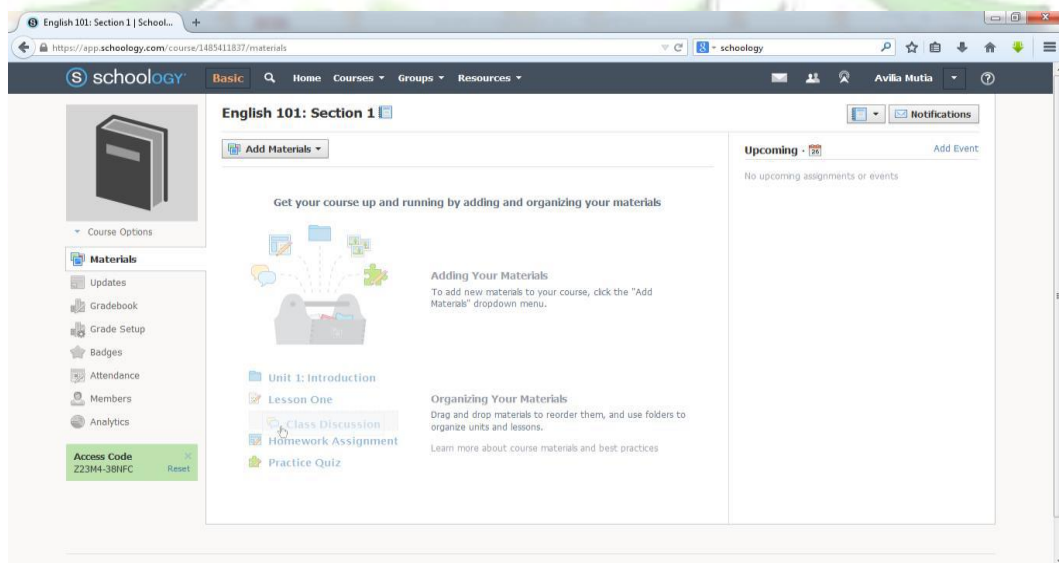 English 101: Section 1 | School...
https://app.schoology.com/course/1485411837/materials
schoology
S schoology Basic Home Courses Groups Resources Avilia Mutia
English 101: Section 1
Notifications
Add Materials
Upcoming · 26 Add Event
No upcoming assignments or events
Get your course up and running by adding and organizing your materials
Course Options
Materials
Updates
Gradebook
Grade Setup
Badges
Attendance
Members
Analytics
Access Code
Z23M4-38NFC Reset
Adding Your Materials
To add new materials to your course, click the "Add
Materials" dropdown menu.
Unit 1: Introduction
Lesson One
Class Discussion
Homework Assignment
Practice Quiz
Organizing Your Materials
Drag and drop materials to reorder them, and use folders to
organize units and lessons.
Learn more about course materials and best practices